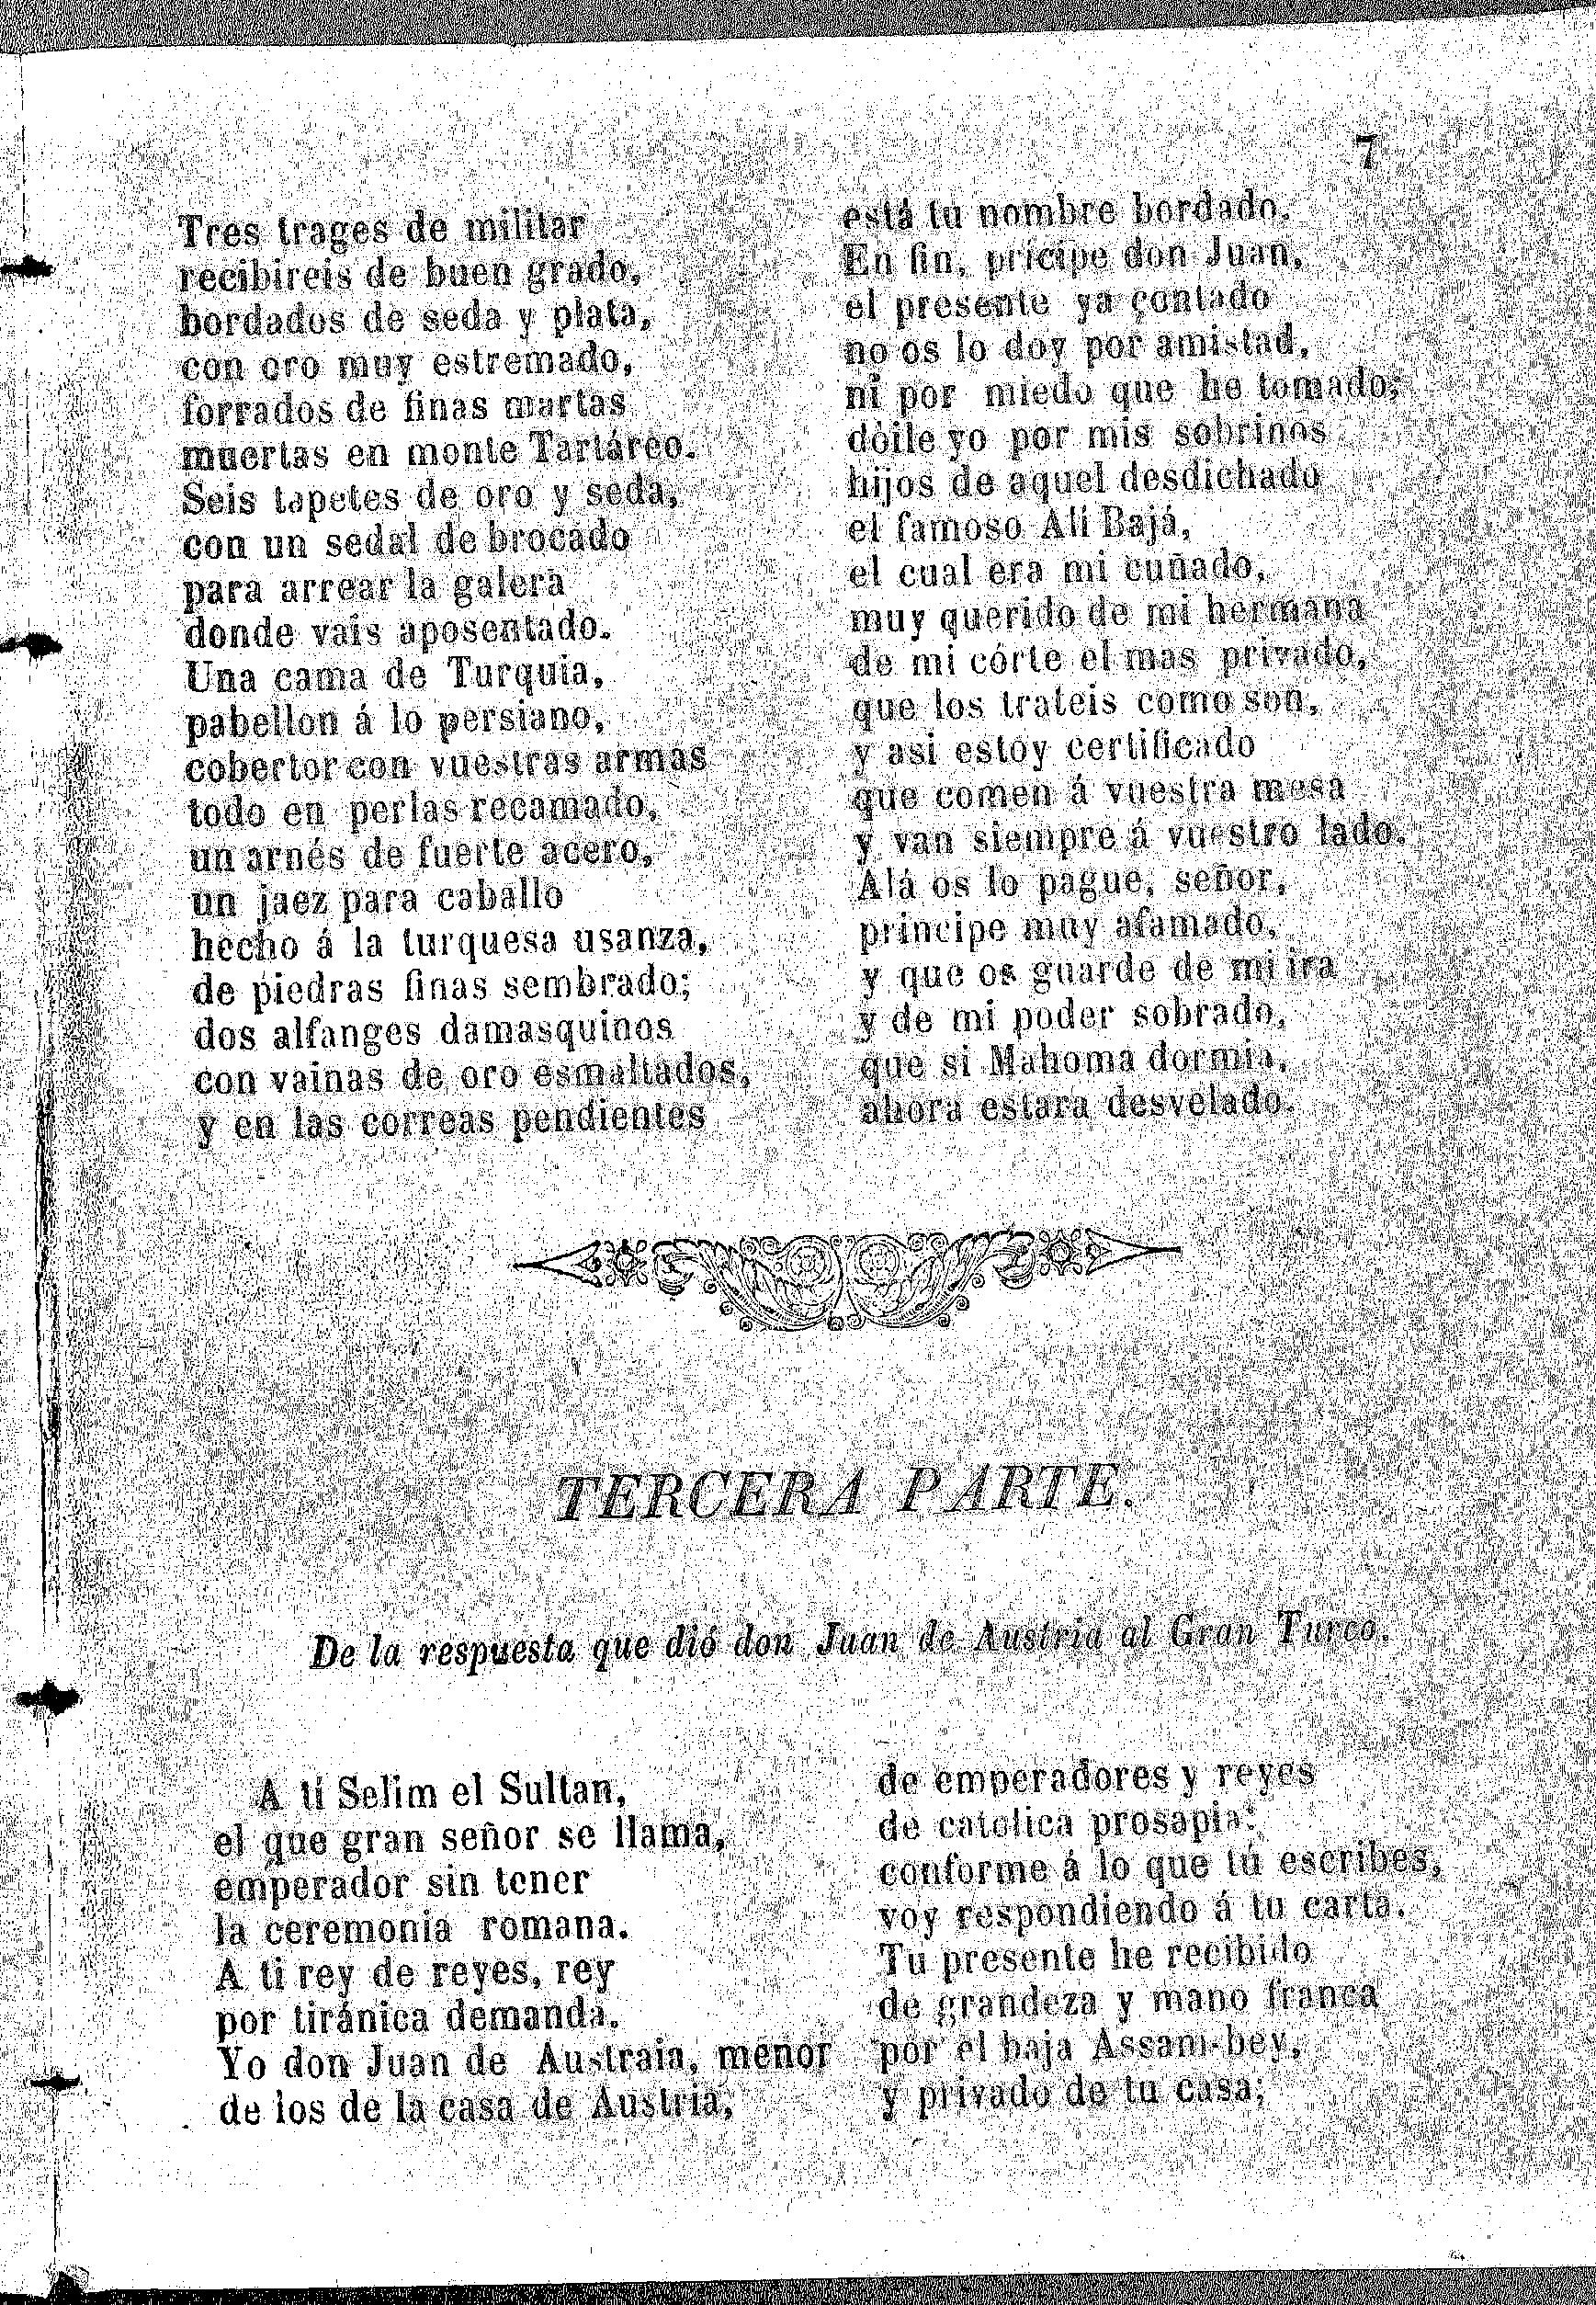 7
Tres trages de militar
recibireis de buen grado,
bordados de seda y plata,
con oro muy estremado,
forrados de finas martas
muertas en monte Tartáreo.
Seis tapetes de oro y seda,
con un sedal de brocado
para arrear la galera
donde vais aposentado.
Una cama de Turquia,
pabellon á lo persiano,
cobertor con vuestras armas
todo en perlas recamado,
un arnés de fuerte acero,
un jaez para caballo
hecho á la turquesa usanza,
de piedras finas sembrado;
dos alfanges damasquinos
con vainas de oro esmaltados,
y en las correas pendientes
está tu nombre bordado.
En fin, pricipe don Juan,
el presente ya contado
no os lo doy por amistad,
ni por miedo que he tomado;
dòile yo por mis sobrinos
hijos de aquel desdichado
el famoso Alí Bajá,
el cual era mi cuñado,
muy querido de mi hermana
de mi córte el mas privado,
que los trateis como son,
y asi estoy certificado
que comen á vuestra mesa
y van siempre á vuestro lado.
Alá os lo pague, señor,
principe muy afamado,
y que os guarde de mi ira
y de mi poder sobrado,
que si Mahoma dormia,
ahora estara desvelado.
TERCERA PARTE.
De la respuesta que dió don Juan de Austria al Gran Turco.
A tí Selim el Sultan,
el que gran señor se llama,
emperador sin tener
la ceremonia romana.
A ti rey de reyes, rey
por tiránica demanda.
Yo don Juan de Austraia, menor
de los de la casa de Austria,
de emperadores y reyes
de catolica prosapia:
conforme á lo que tú escribes,
voy respondiendo á tu carta.
Tu presente he recibido
de grandeza y mano franca
por el baja Assam-bey,
y privado de tu casa;